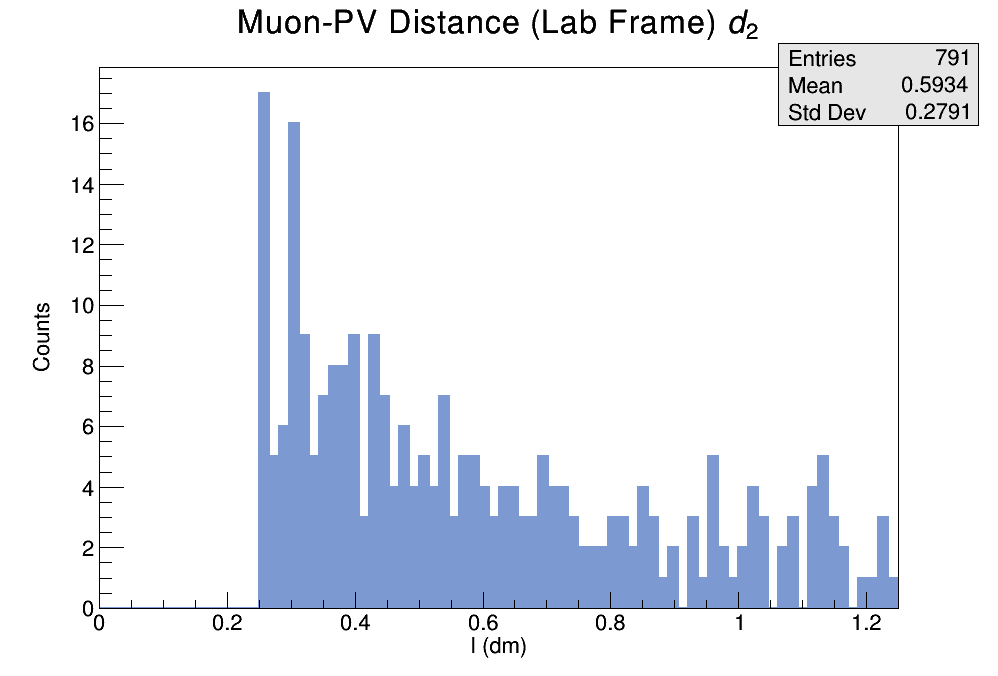 Muon-PV Distance (Lab Frame) d₂
Entries 791
Mean 0.5934
Std Dev 0.2791
Counts
16
14
12
10
8
6
4
2
0
0 0.2 0.4 0.6 0.8 1 1.2
l (dm)